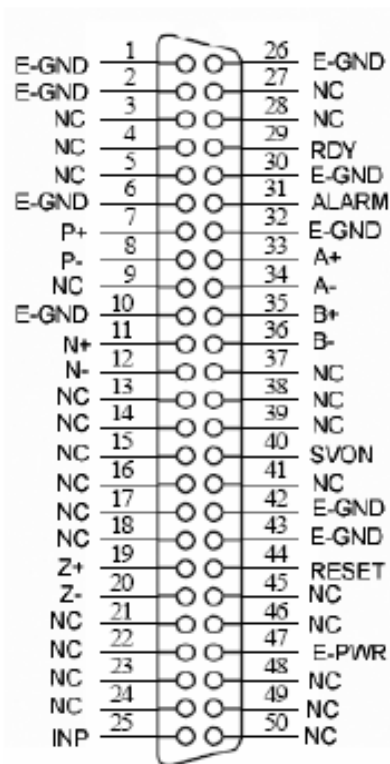 E-GND 1 26 E-GND
E-GND 2 27 NC
NC 3 28 NC
NC 4 29 RDY
NC 5 30 E-GND
E-GND 6 31 ALARM
P+ 7 32 E-GND
P- 8 33 A+
NC 9 34 A-
E-GND 10 35 B+
N+ 11 36 B-
N- 12 37 NC
NC 13 38 NC
NC 14 39 NC
NC 15 40 SVON
NC 16 41 NC
NC 17 42 E-GND
NC 18 43 E-GND
Z+ 19 44 RESET
Z- 20 45 NC
NC 21 46 NC
NC 22 47 E-PWR
NC 23 48 NC
NC 24 49 NC
INP 25 50 NC